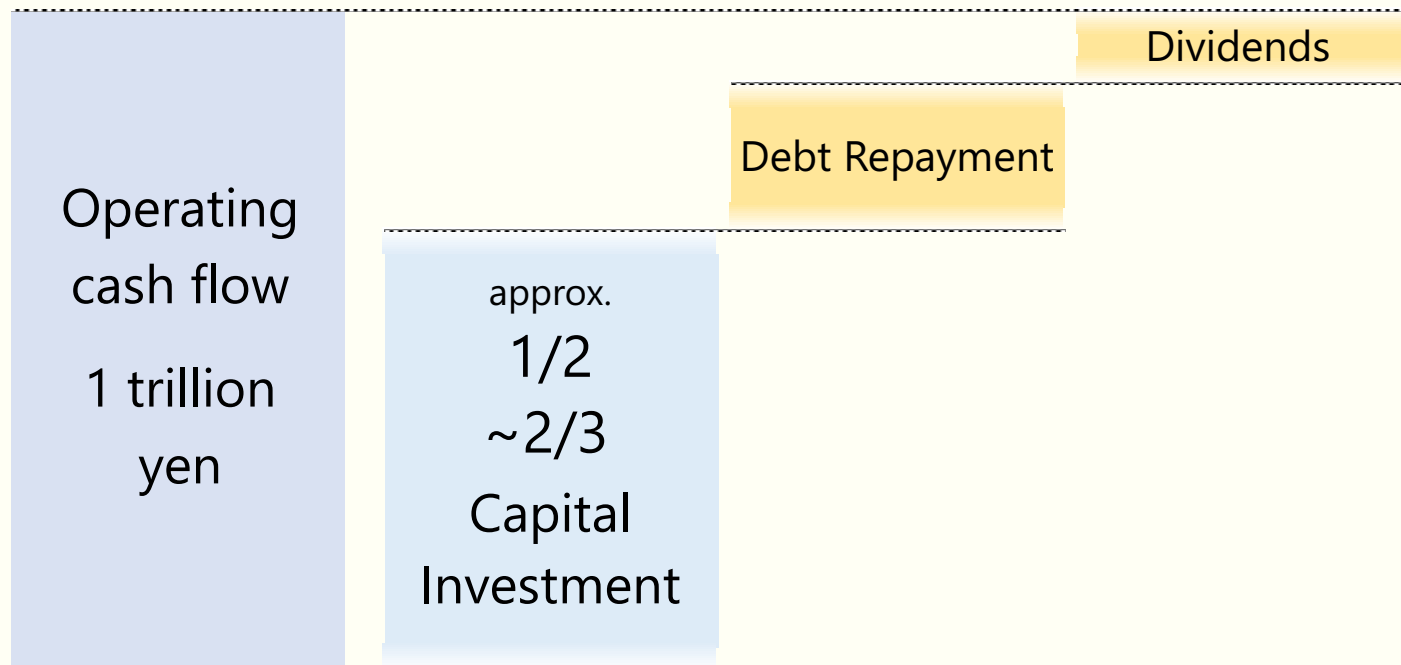 Operating
cash flow
1 trillion
yen
approx.
1/2
~2/3
Capital
Investment
Debt Repayment
Dividends